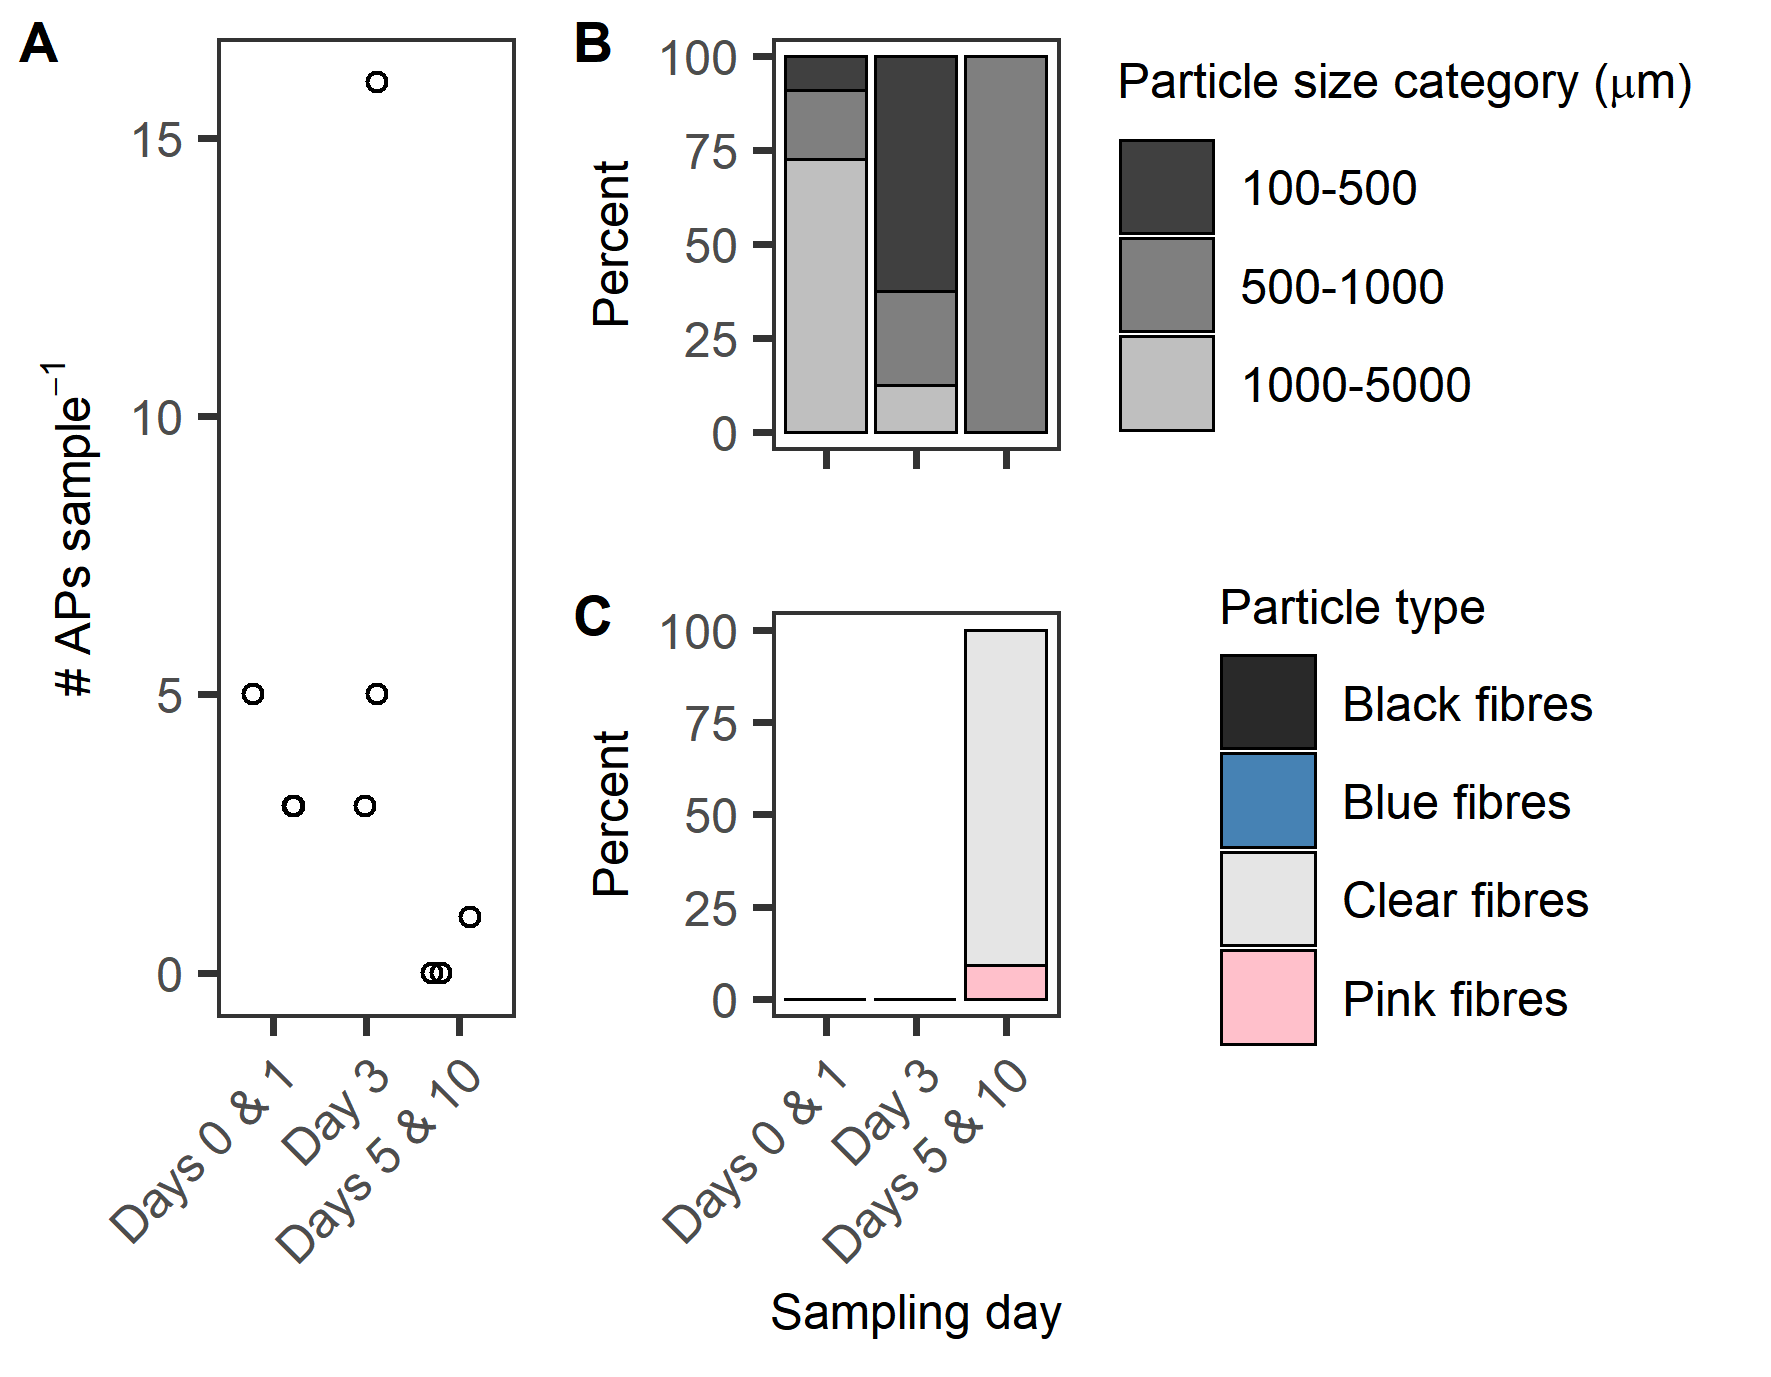 A
# APs sample−1
15
10
5
0
Days 0 & 1
Day 3
Days 5 & 10
B
Percent
100
75
50
25
0
Particle size category (μm)
100-500
500-1000
1000-5000
C
Percent
100
75
50
25
0
Days 0 & 1
Day 3
Days 5 & 10
Sampling day
Particle type
Black fibres
Blue fibres
Clear fibres
Pink fibres